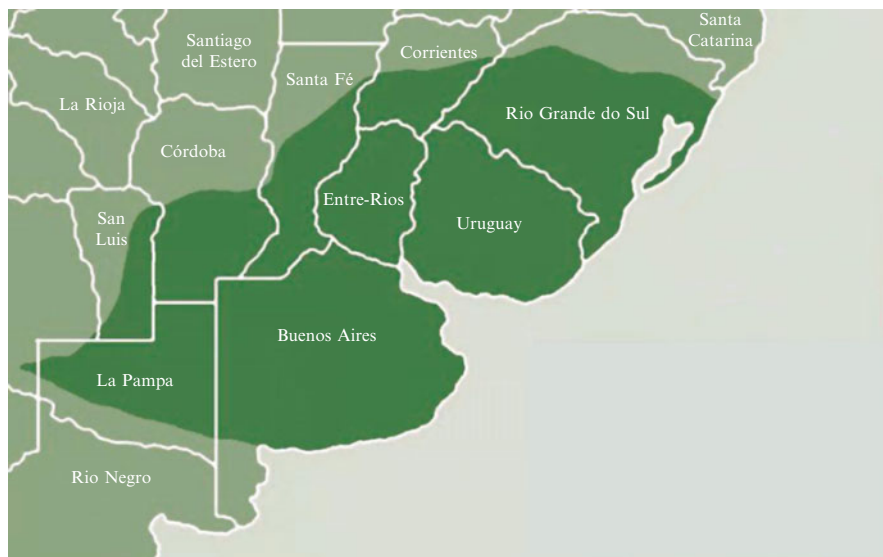 Santa
Catarina
Santiago
del Estero
Corrientes
Santa Fé
La Rioja
Rio Grande do Sul
Córdoba
Entre-Rios
San
Luis
Uruguay
Buenos Aires
La Pampa
Rio Negro